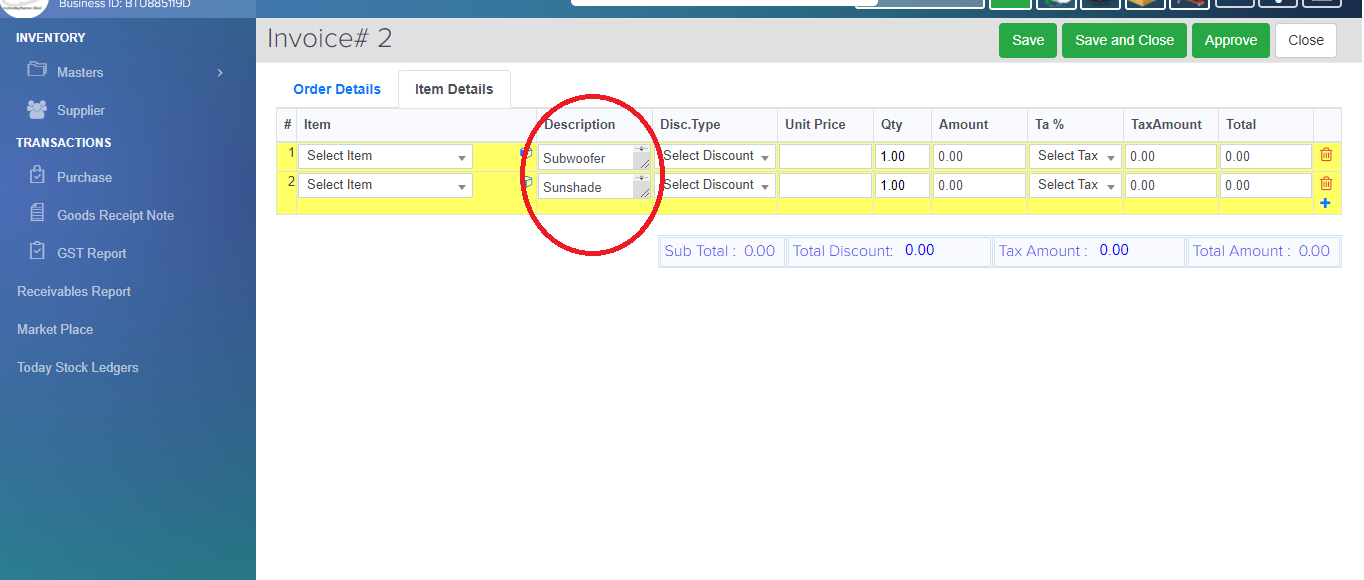 Business ID: BTU885119D
INVENTORY
Masters
Supplier
TRANSACTIONS
Purchase
Goods Receipt Note
GST Report
Receivables Report
Market Place
Today Stock Ledgers
Invoice# 2
Save Save and Close Approve Close
Order Details Item Details
# Item Description Disc.Type Unit Price Qty Amount Ta % TaxAmount Total
1 Select Item Subwoofer Select Discount 1.00 0.00 Select Tax 0.00 0.00
2 Select Item Sunshade Select Discount 1.00 0.00 Select Tax 0.00 0.00
Sub Total : 0.00 Total Discount: 0.00 Tax Amount : 0.00 Total Amount : 0.00